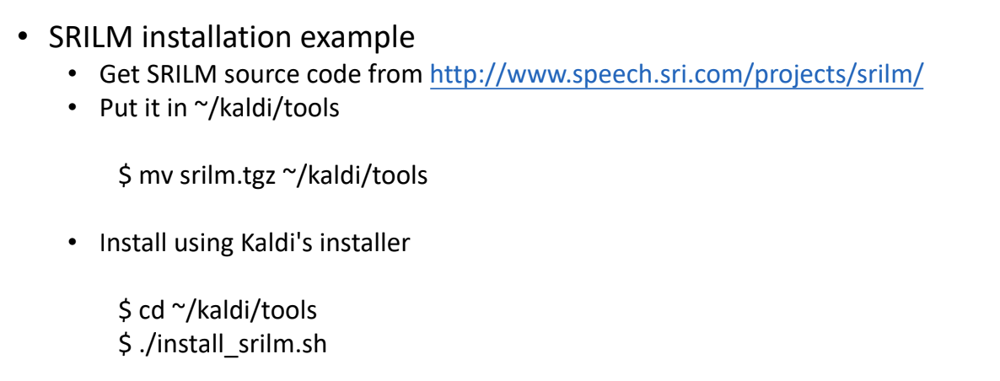 • SRILM installation example
• Get SRILM source code from http://www.speech.sri.com/projects/srilm/
• Put it in ~/kaldi/tools
$ mv srilm.tgz ~/kaldi/tools
• Install using Kaldi's installer
$ cd ~/kaldi/tools
$ ./install_srilm.sh